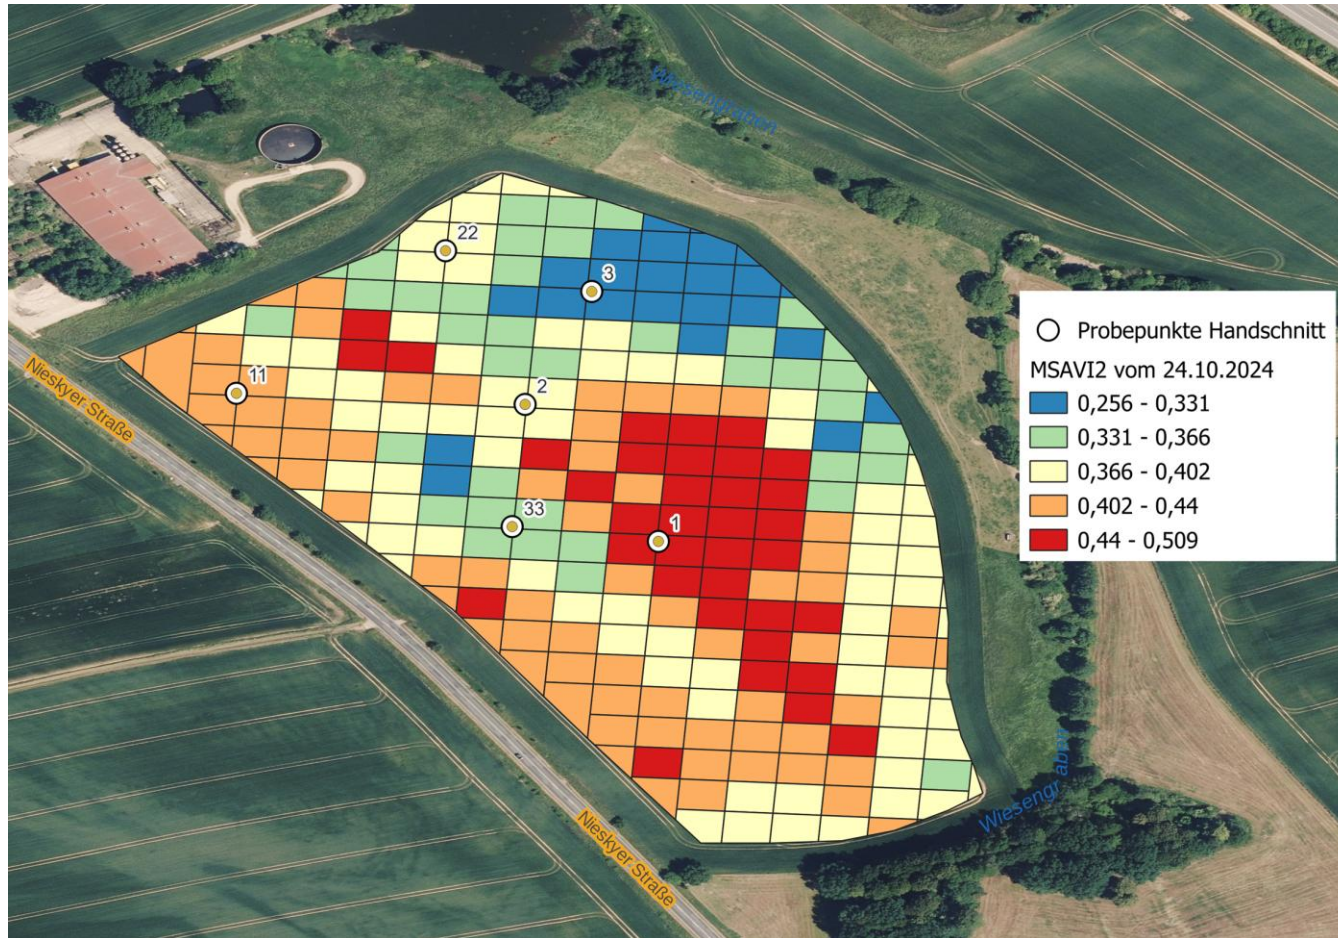 Wiesengraben
22
3
Probepunkte Handschnitt
MSAVI2 vom 24.10.2024
0,256 - 0,331
0,331 - 0,366
0,366 - 0,402
0,402 - 0,44
0,44 - 0,509
Nieskyer Straße
11
2
33
1
Wiesengr aben
Nieskyer Straße